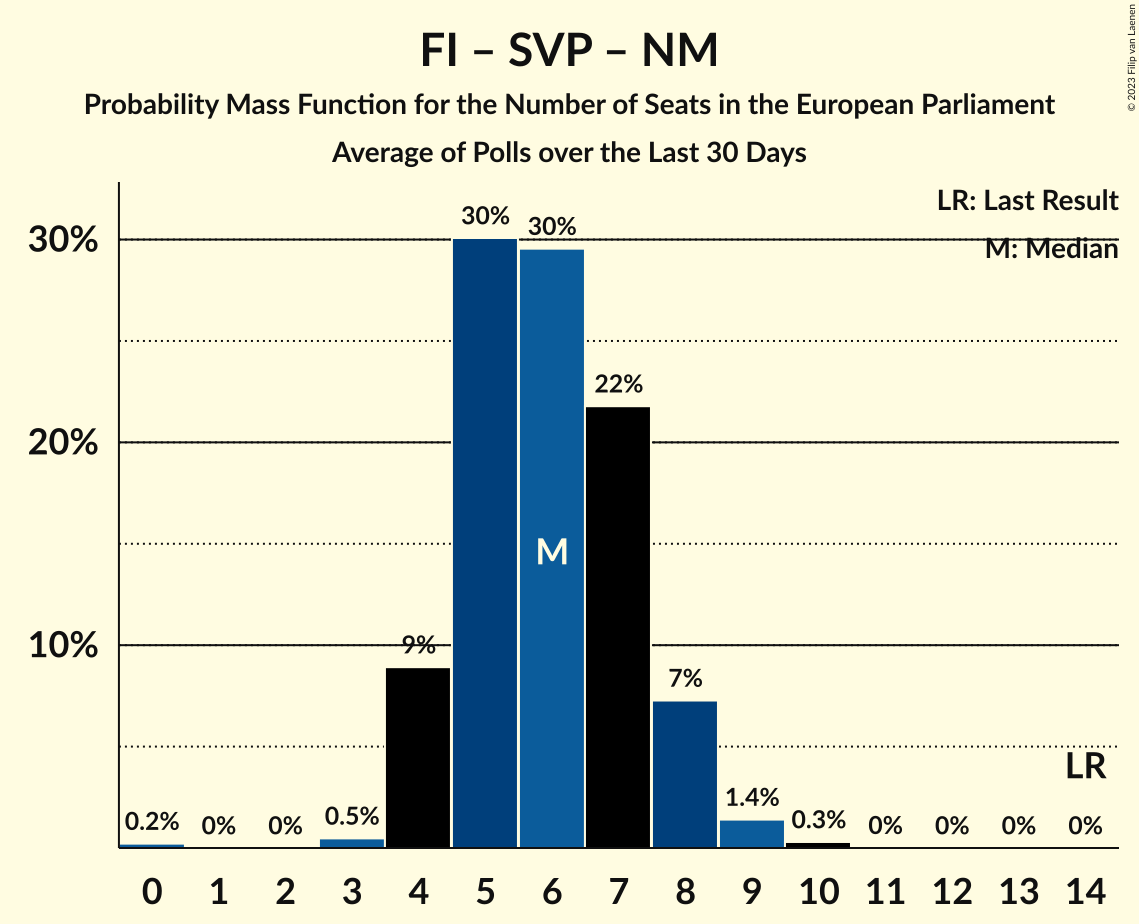 FI – SVP – NM
Probability Mass Function for the Number of Seats in the European Parliament
Average of Polls over the Last 30 Days
© 2023 Filip van Laenen
LR: Last Result
M: Median
30%
20%
10%
0.2% 0% 0% 0.5% 9% 30% 30% 22% 7% 1.4% 0.3% 0% 0% 0% 0%
M
LR
0 1 2 3 4 5 6 7 8 9 10 11 12 13 14